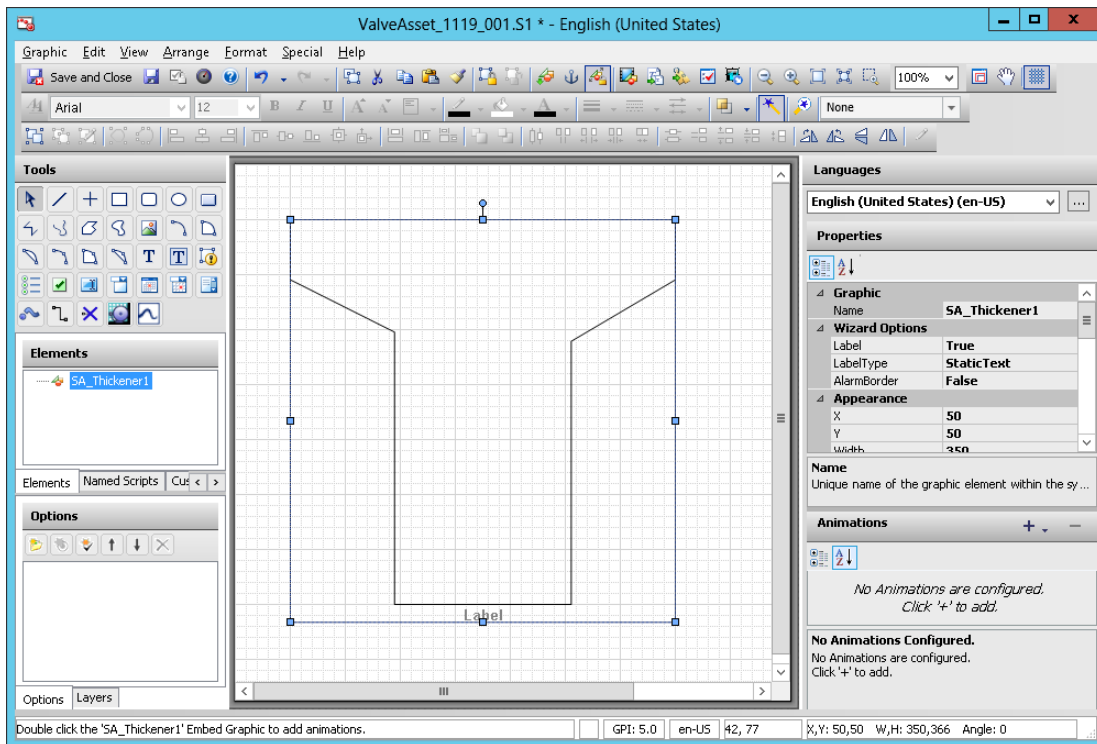 ValveAsset_1119_001.S1 * - English (United States)
Graphic Edit View Arrange Format Special Help
Save and Close 100%
Arial 12 B I U A A A None
Tools
Languages
English (United States) (en-US) ...
Properties
Graphic
Name SA_Thickener1
Wizard Options
Label True
LabelType StaticText
AlarmBorder False
Appearance
X 50
Y 50
Width 350
Name
Unique name of the graphic element within the sy...
Animations
No Animations are configured.
Click '+' to add.
No Animations Configured.
No Animations are configured.
Click '+' to add.
T T
Elements
SA_Thickener1
Elements Named Scripts Cus
Options
Options Layers
Label
Double click the 'SA_Thickener1' Embed Graphic to add animations. GPI: 5.0 en-US 42, 77 X,Y: 50,50 W,H: 350,366 Angle: 0